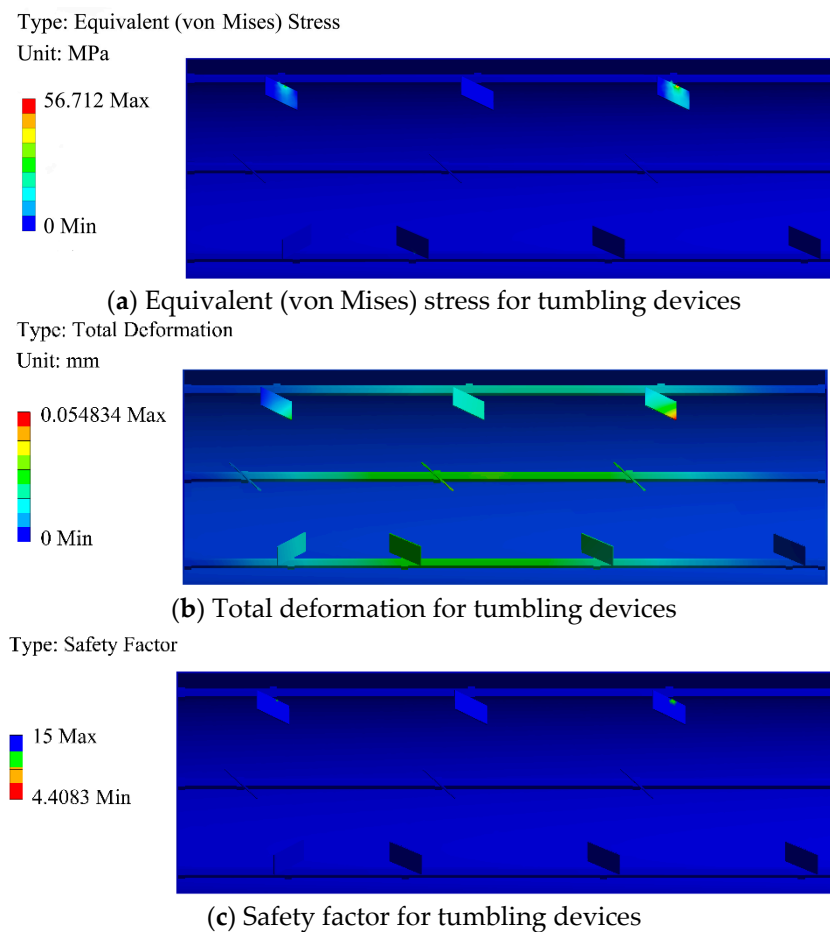 Type: Equivalent (von Mises) Stress
Unit: MPa
56.712 Max
0 Min
(a) Equivalent (von Mises) stress for tumbling devices
Type: Total Deformation
Unit: mm
0.054834 Max
0 Min
(b) Total deformation for tumbling devices
Type: Safety Factor
15 Max
4.4083 Min
(c) Safety factor for tumbling devices